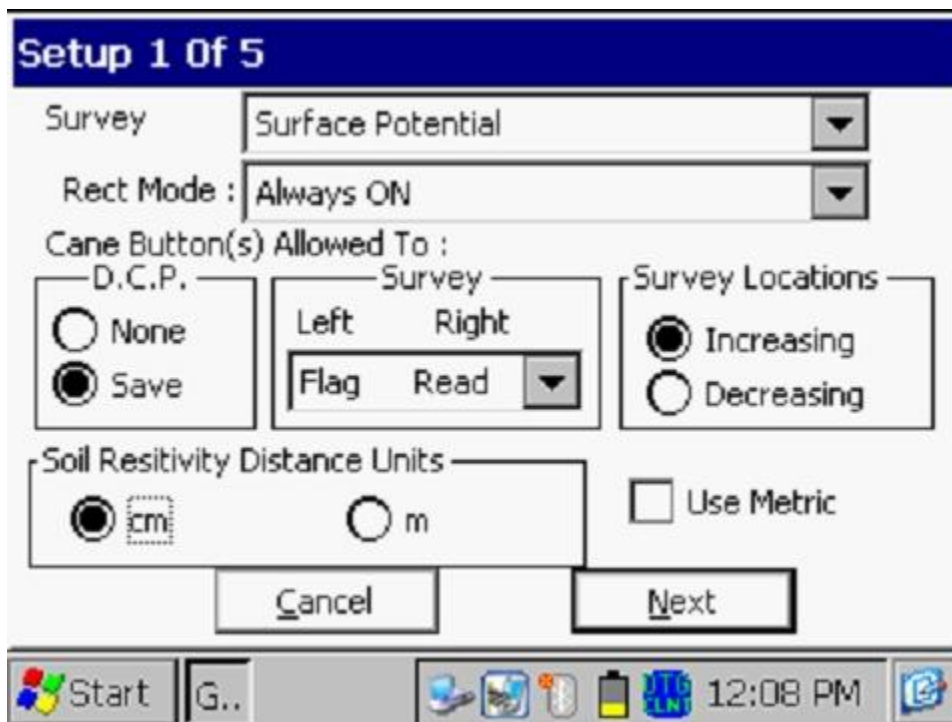 Setup 1 Of 5
Survey Surface Potential
Rect Mode : Always ON
Cane Button(s) Allowed To :
D.C.P. Survey Survey Locations
Left Right
None Increasing
Flag Read
Save Decreasing
Soil Resitivity Distance Units
cm m Use Metric
Cancel Next
Start G.. 12:08 PM